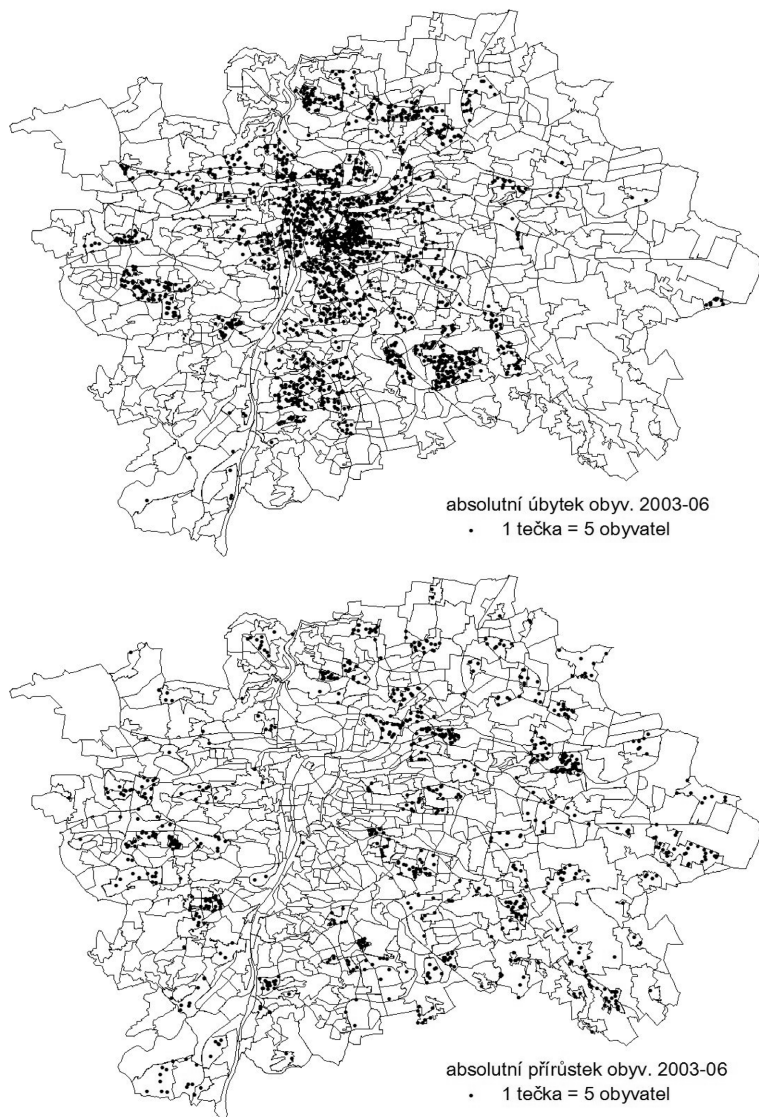 absolutní úbytek obyv. 2003-06
1 tečka = 5 obyvatel
absolutní přírůstek obyv. 2003-06
1 tečka = 5 obyvatel